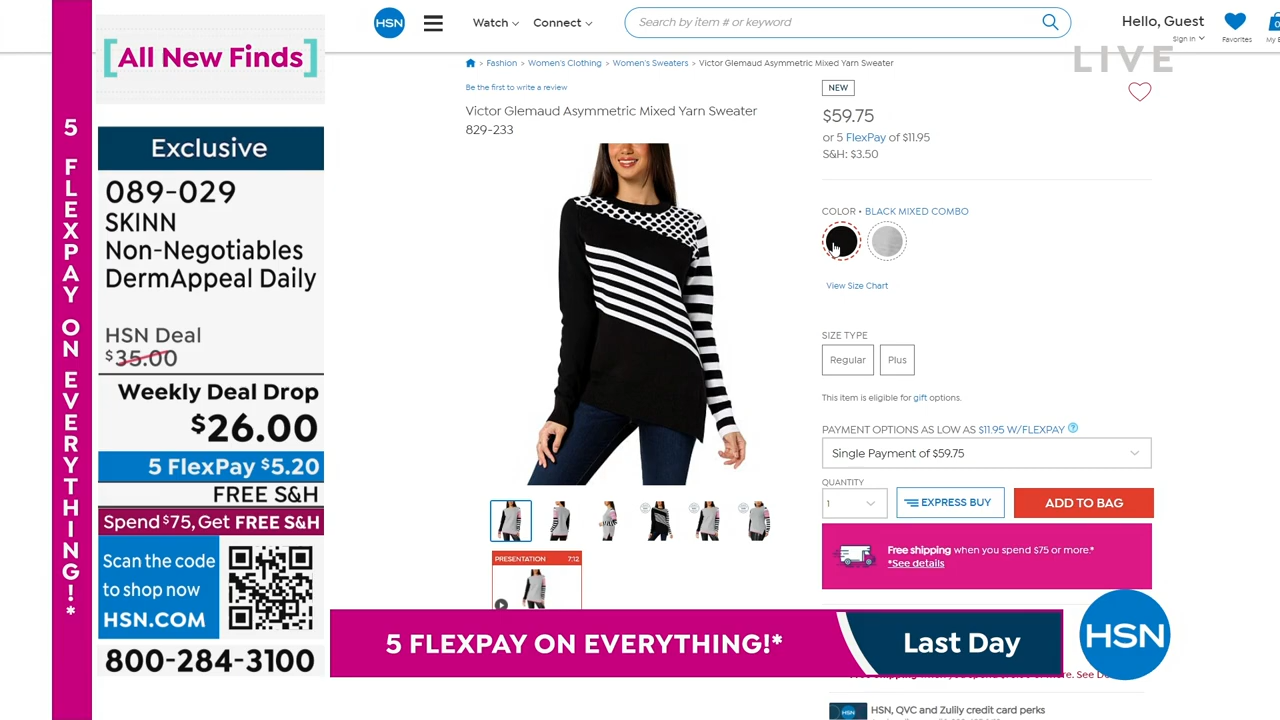 5 FLEXPAY ON EVERYTHING!*
[All New Finds]
Exclusive
089-029
SKINN
Non-Negotiables
DermAppeal Daily
HSN Deal
$35.00
Weekly Deal Drop
$26.00
5 FlexPay $5.20
FREE S&H
Spend $75, Get FREE S&H
Scan the code
to shop now
HSN.COM
800-284-3100
HSN
Watch
Connect
Search by item # or keyword
Hello, Guest
Sign In
Favorites
LIVE
> Fashion > Women's Clothing > Women's Sweaters > Victor Glemaud Asymmetric Mixed Yarn Sweater
Be the first to write a review
Victor Glemaud Asymmetric Mixed Yarn Sweater
829-233
NEW
$59.75
or 5 FlexPay of $11.95
S&H: $3.50
COLOR • BLACK MIXED COMBO
View Size Chart
SIZE TYPE
Regular
Plus
This item is eligible for gift options.
PAYMENT OPTIONS AS LOW AS $11.95 W/FLEXPAY
Single Payment of $59.75
QUANTITY
1
EXPRESS BUY
ADD TO BAG
Free shipping when you spend $75 or more.*
*See details
PRESENTATION 7:12
5 FLEXPAY ON EVERYTHING!*
Last Day
HSN
HSN, QVC and Zulily credit card perks